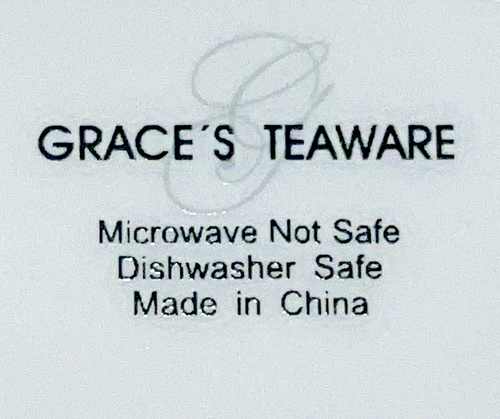 G
GRACE´S TEAWARE
Microwave Not Safe
Dishwasher Safe
Made in China